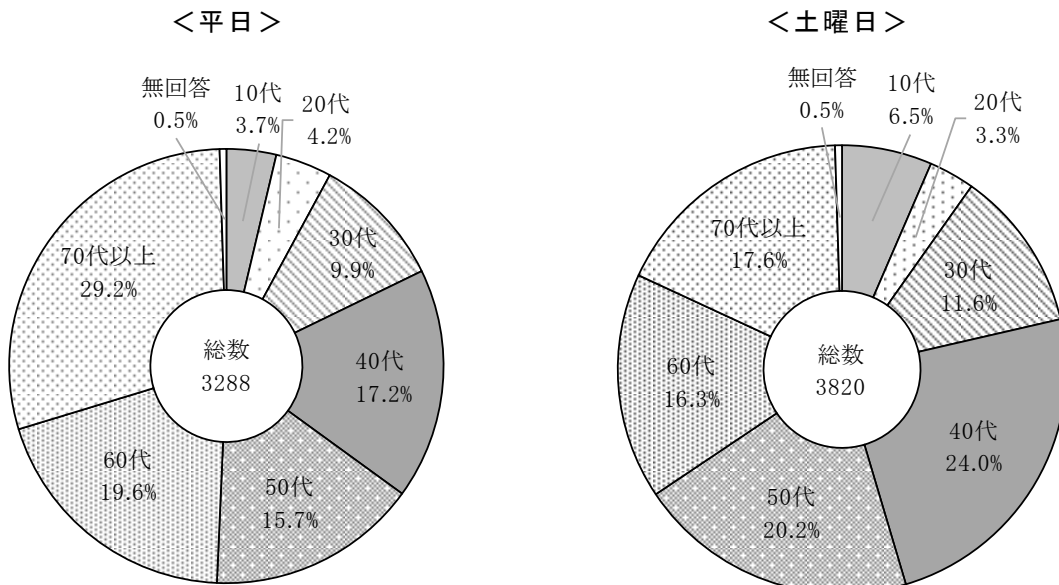 ＜平日＞
無回答
0.5%
10代
3.7%
20代
4.2%
30代
9.9%
40代
17.2%
50代
15.7%
60代
19.6%
70代以上
29.2%
総数
3288
＜土曜日＞
無回答
0.5%
10代
6.5%
20代
3.3%
30代
11.6%
40代
24.0%
50代
20.2%
60代
16.3%
70代以上
17.6%
総数
3820